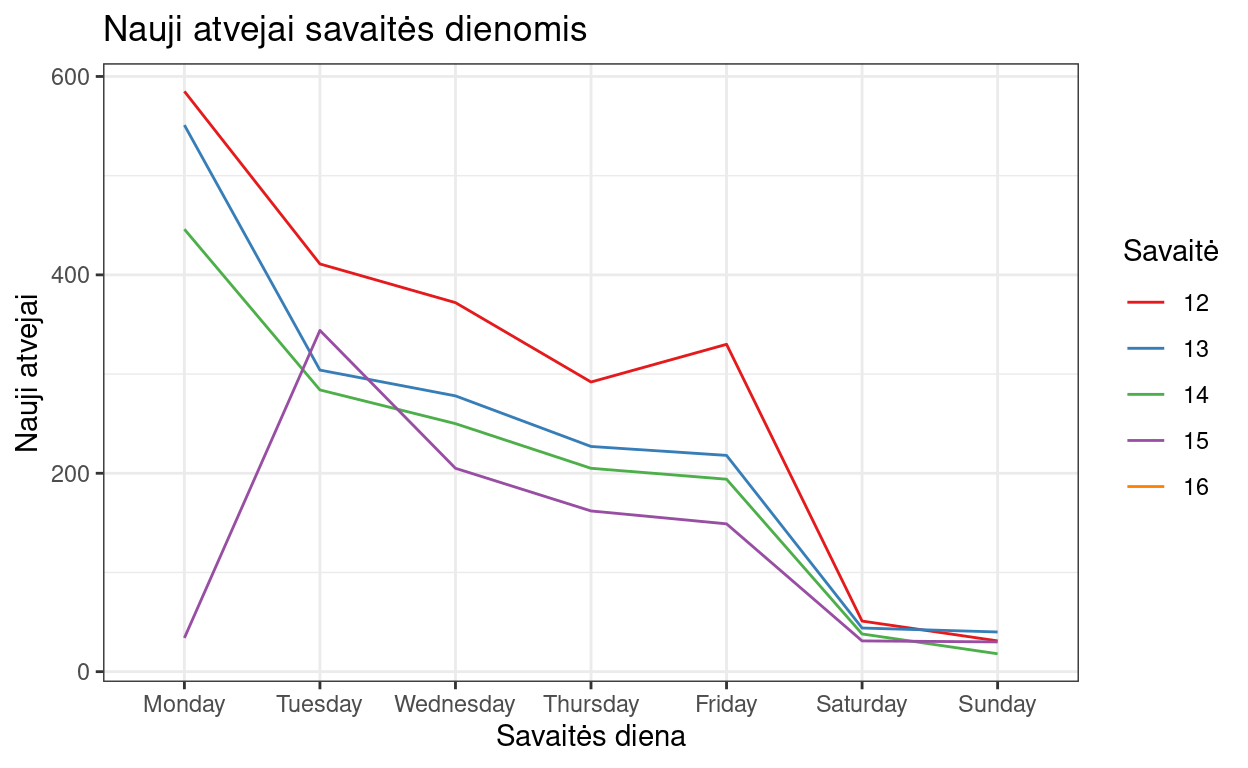 Nauji atvejai savaitės dienomis
Nauji atvejai
600
400
200
0
Monday Tuesday Wednesday Thursday Friday Saturday Sunday
Savaitės diena
Savaitė
12
13
14
15
16